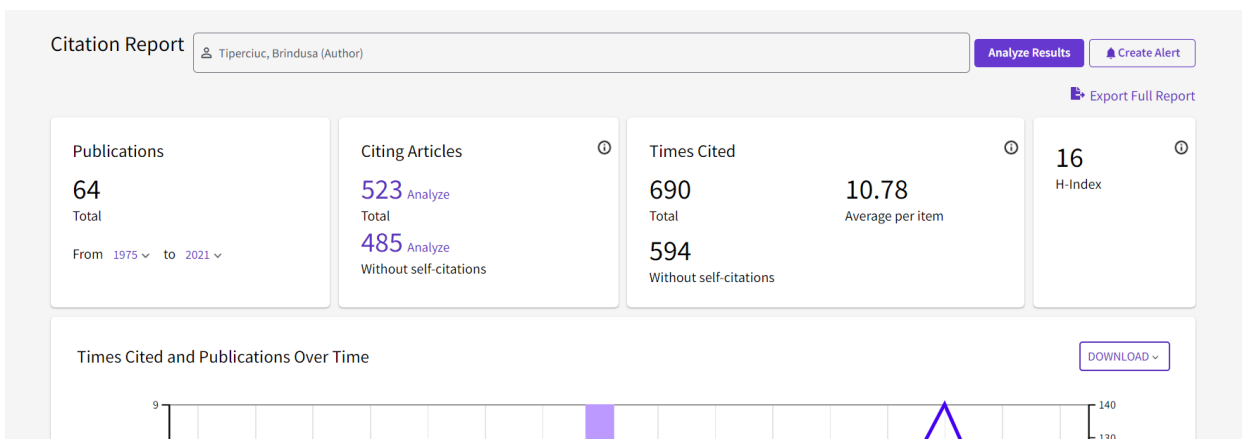 Citation Report
Tiperciuc, Brindusa (Author)
Analyze Results
Create Alert
Export Full Report
Publications
64
Total
From 1975 to 2021
Citing Articles
523 Analyze
Total
485 Analyze
Without self-citations
Times Cited
690
Total
594
Without self-citations
10.78
Average per item
16
H-Index
Times Cited and Publications Over Time
DOWNLOAD
9
140
130